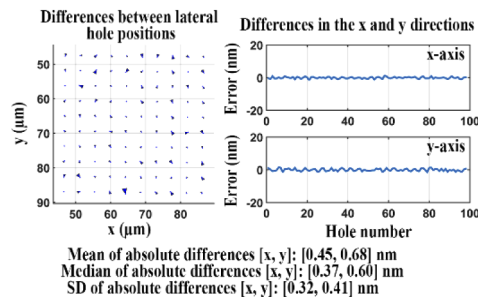 Differences between lateral
hole positions
50
60
70
80
90
y (μm)
50 60 70 80
x (μm)
Differences in the x and y directions
20
0
-20
Error (nm)
x-axis
0 20 40 60 80 100
20
0
-20
Error (nm)
y-axis
0 20 40 60 80 100
Hole number
Mean of absolute differences [x, y]: [0.45, 0.68] nm
Median of absolute differences [x, y]: [0.37, 0.60] nm
SD of absolute differences [x, y]: [0.32, 0.41] nm